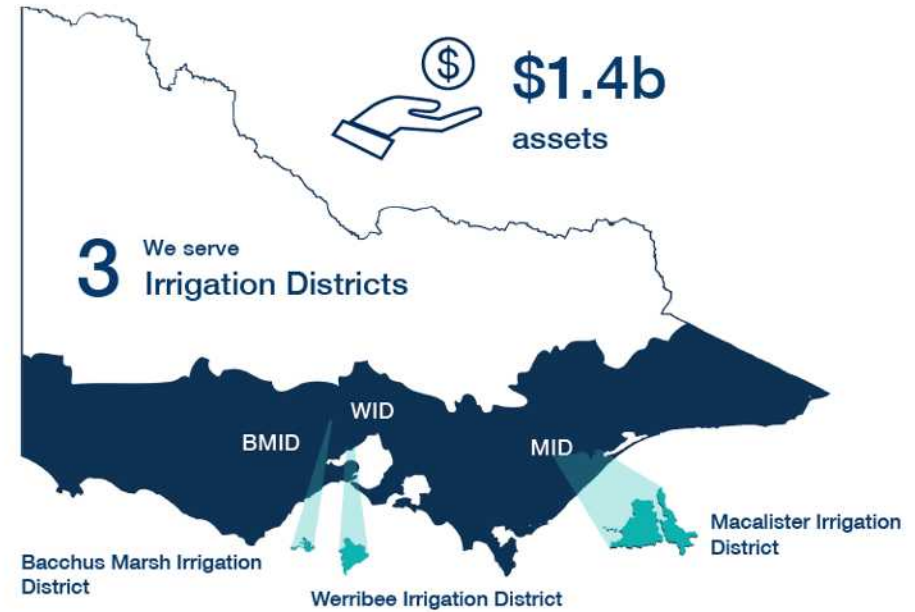 $
$1.4b
assets
3
We serve
Irrigation Districts
WID
BMID
MID
Macalister Irrigation
District
Bacchus Marsh Irrigation
District
Werribee Irrigation District